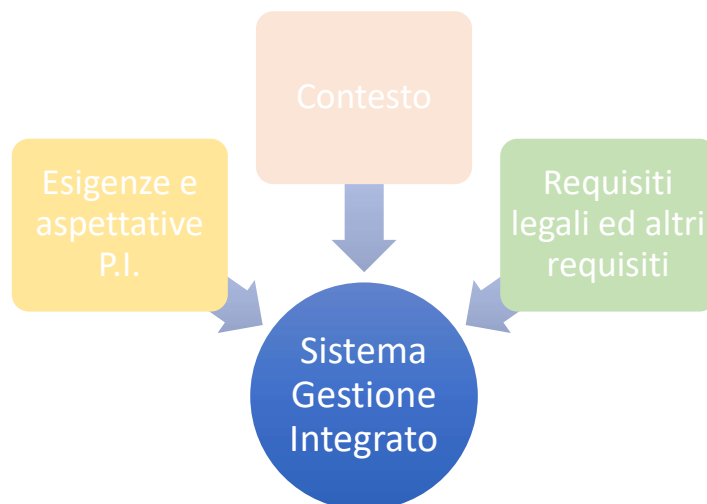 Contesto
Esigenze e
aspettative
P.I.
Requisiti
legali ed altri
requisiti
Sistema
Gestione
Integrato